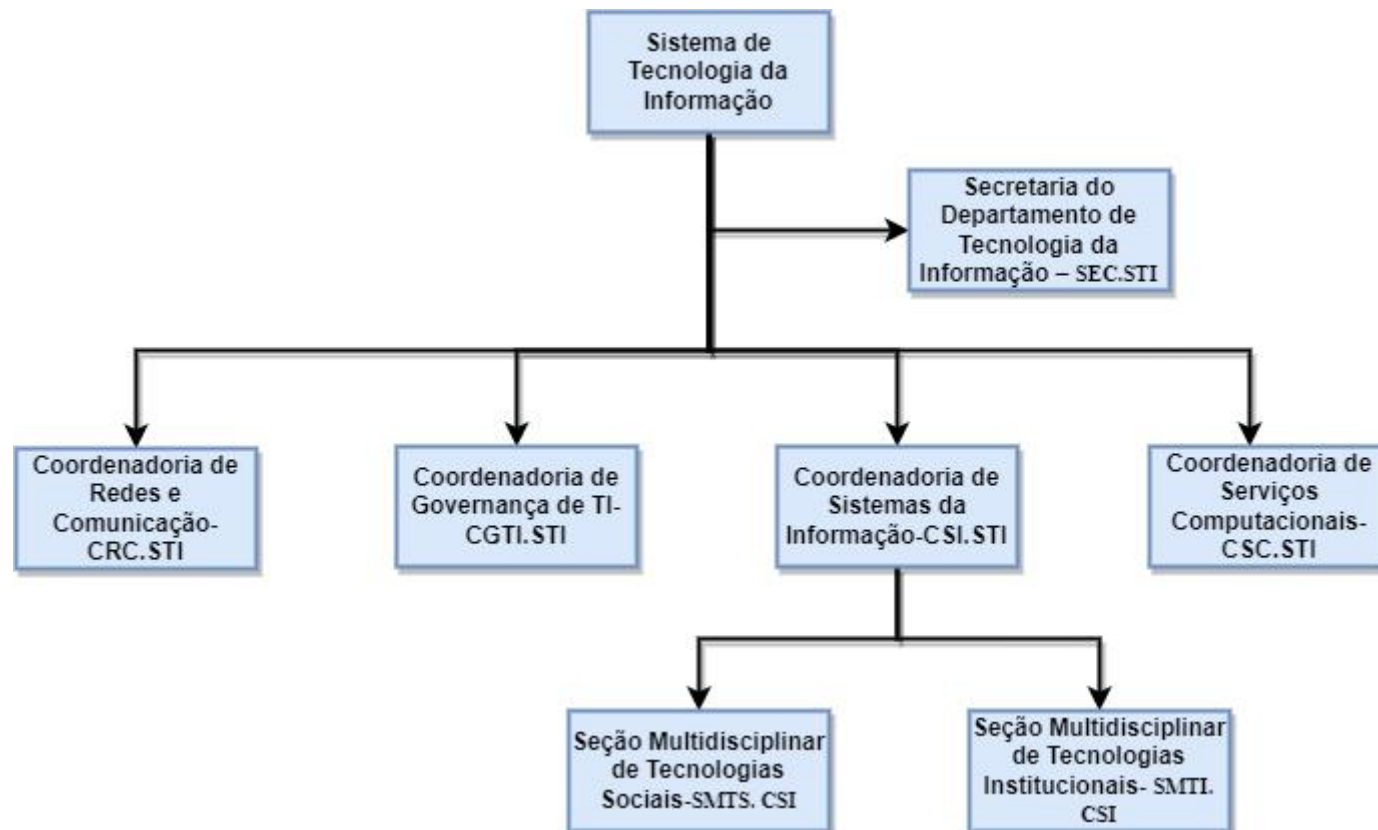 Sistema de
Tecnologia da
Informação
Secretaria do
Departamento de
Tecnologia da
Informação – SEC.STI
Coordenadoria de
Redes e
Comunicação-
CRC.STI
Coordenadoria de
Governança de TI-
CGTI.STI
Coordenadoria de
Sistemas da
Informação-CSI.STI
Coordenadoria de
Serviços
Computacionais-
CSC.STI
Seção Multidisciplinar
de Tecnologias
Sociais-SMTS. CSI
Seção Multidisciplinar
de Tecnologias
Institucionais- SMTI.
CSI